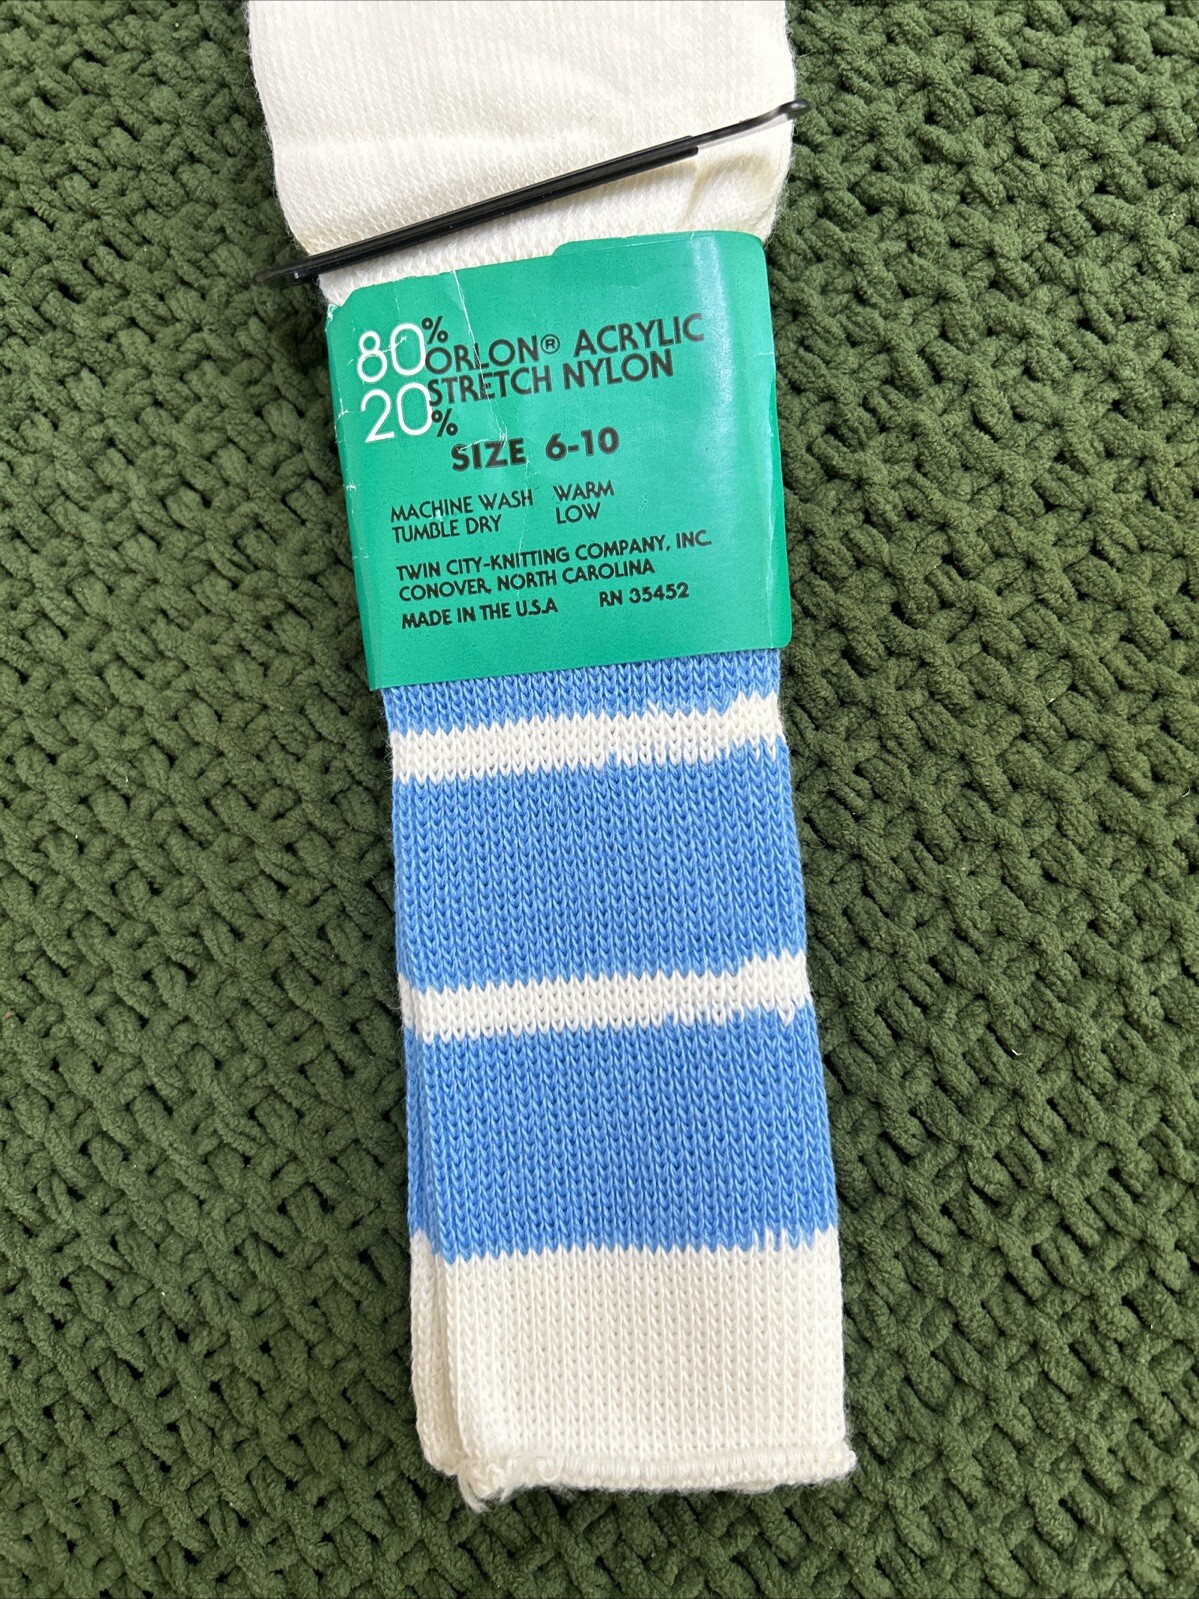 80% ORLON® ACRYLIC
20% STRETCH NYLON
SIZE 6-10
MACHINE WASH WARM
TUMBLE DRY LOW
TWIN CITY-KNITTING COMPANY, INC.
CONOVER, NORTH CAROLINA
MADE IN THE U.S.A RN 35452